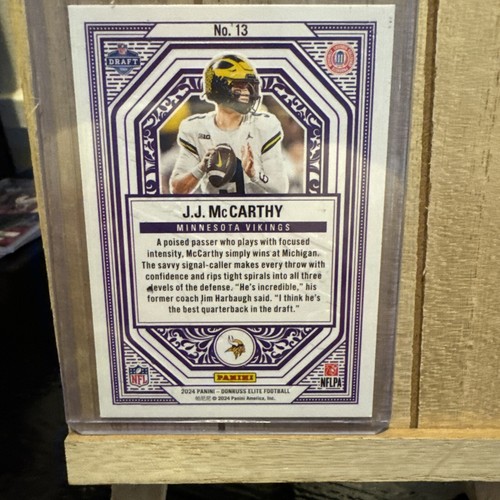 No. 13
DRAFT
J.J. McCARTHY
MINNESOTA VIKINGS
A poised passer who plays with focused
intensity, McCarthy simply wins at Michigan.
The savvy signal-caller makes every throw with
confidence and rips tight spirals into all three
levels of the defense. "He's incredible," his
former coach Jim Harbaugh said. "I think he's
the best quarterback in the draft."
PANINI
NFL
NFLPA
2024 PANINI - DONRUSS ELITE FOOTBALL
© 2024 Panini America, Inc.